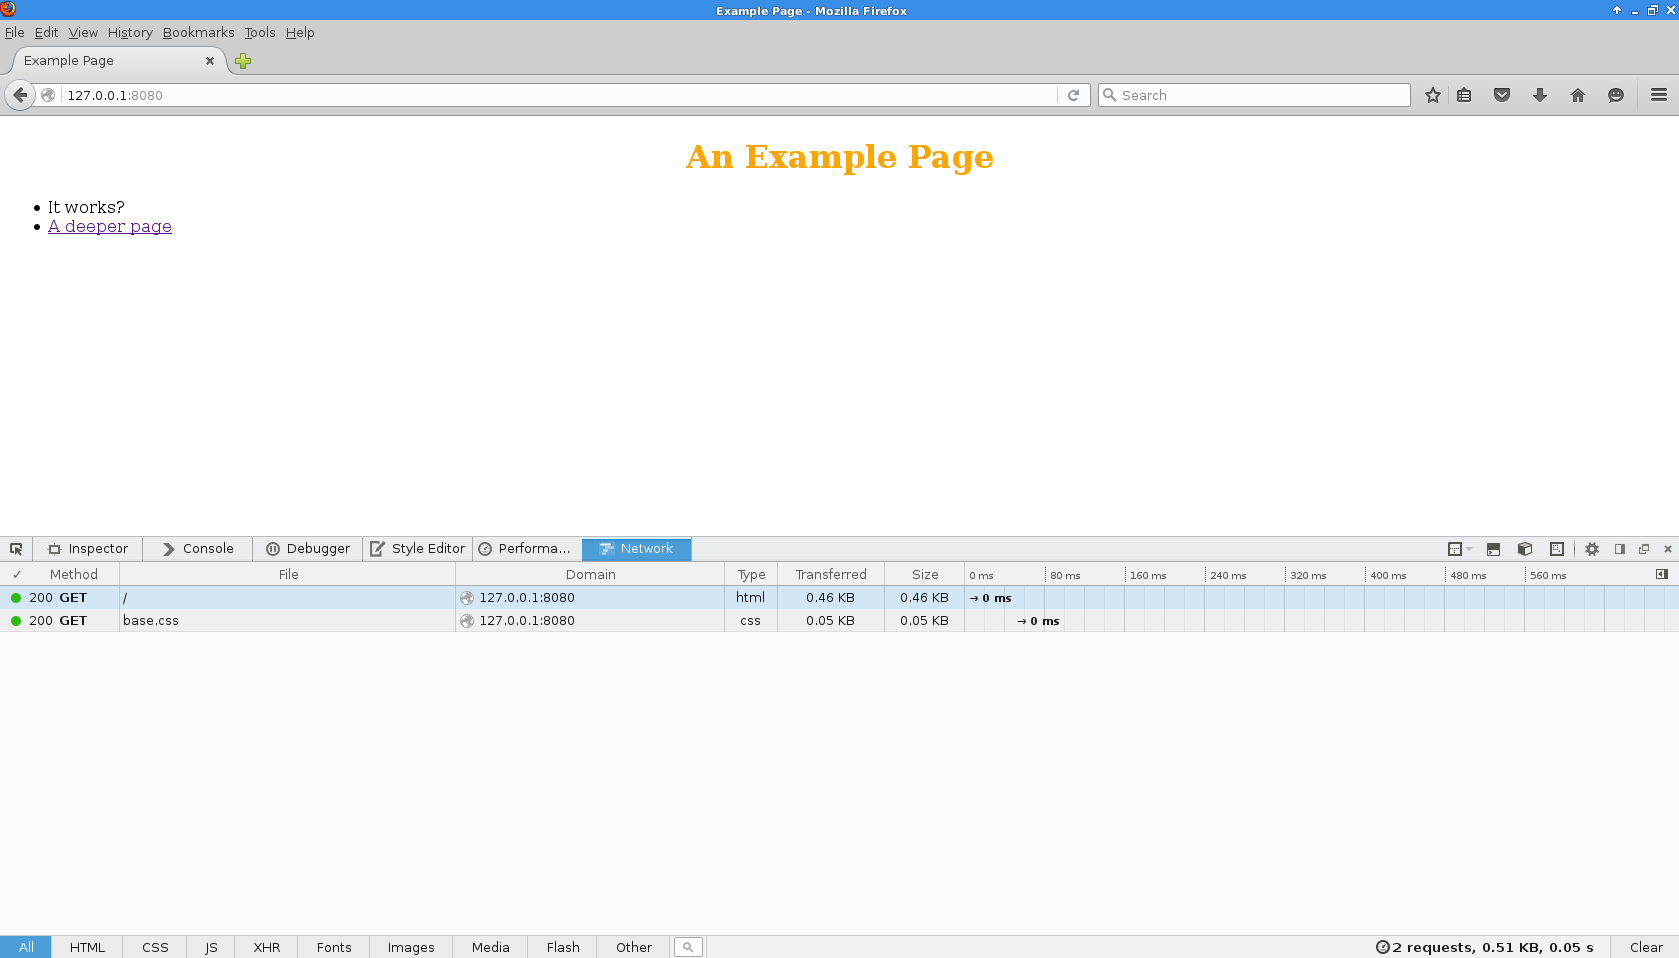 Example Page - Mozilla Firefox
File Edit View History Bookmarks Tools Help
Example Page
127.0.0.1:8080 Search
An Example Page
It works?
A deeper page
Inspector Console Debugger Style Editor Performa... Network
✓ Method File Domain Type Transferred Size 0 ms 80 ms 160 ms 240 ms 320 ms 400 ms 480 ms 560 ms
200 GET / 127.0.0.1:8080 html 0.46 KB 0.46 KB → 0 ms
200 GET base.css 127.0.0.1:8080 css 0.05 KB 0.05 KB → 0 ms
All HTML CSS JS XHR Fonts Images Media Flash Other 2 requests, 0.51 KB, 0.05 s Clear